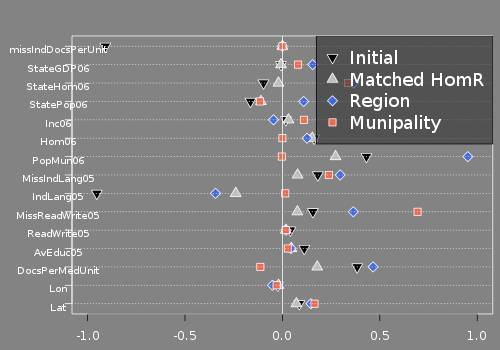 missIndDocsPerUnit
StateGDP06
StateHom06
StatePop06
Inc06
Hom06
PopMun06
MissIndLang05
IndLang05
MissReadWrite05
ReadWrite05
AvEduc05
DocsPerMedUnit
Lon
Lat
Initial
Matched HomR
Region
Munipality
-1.0 -0.5 0.0 0.5 1.0